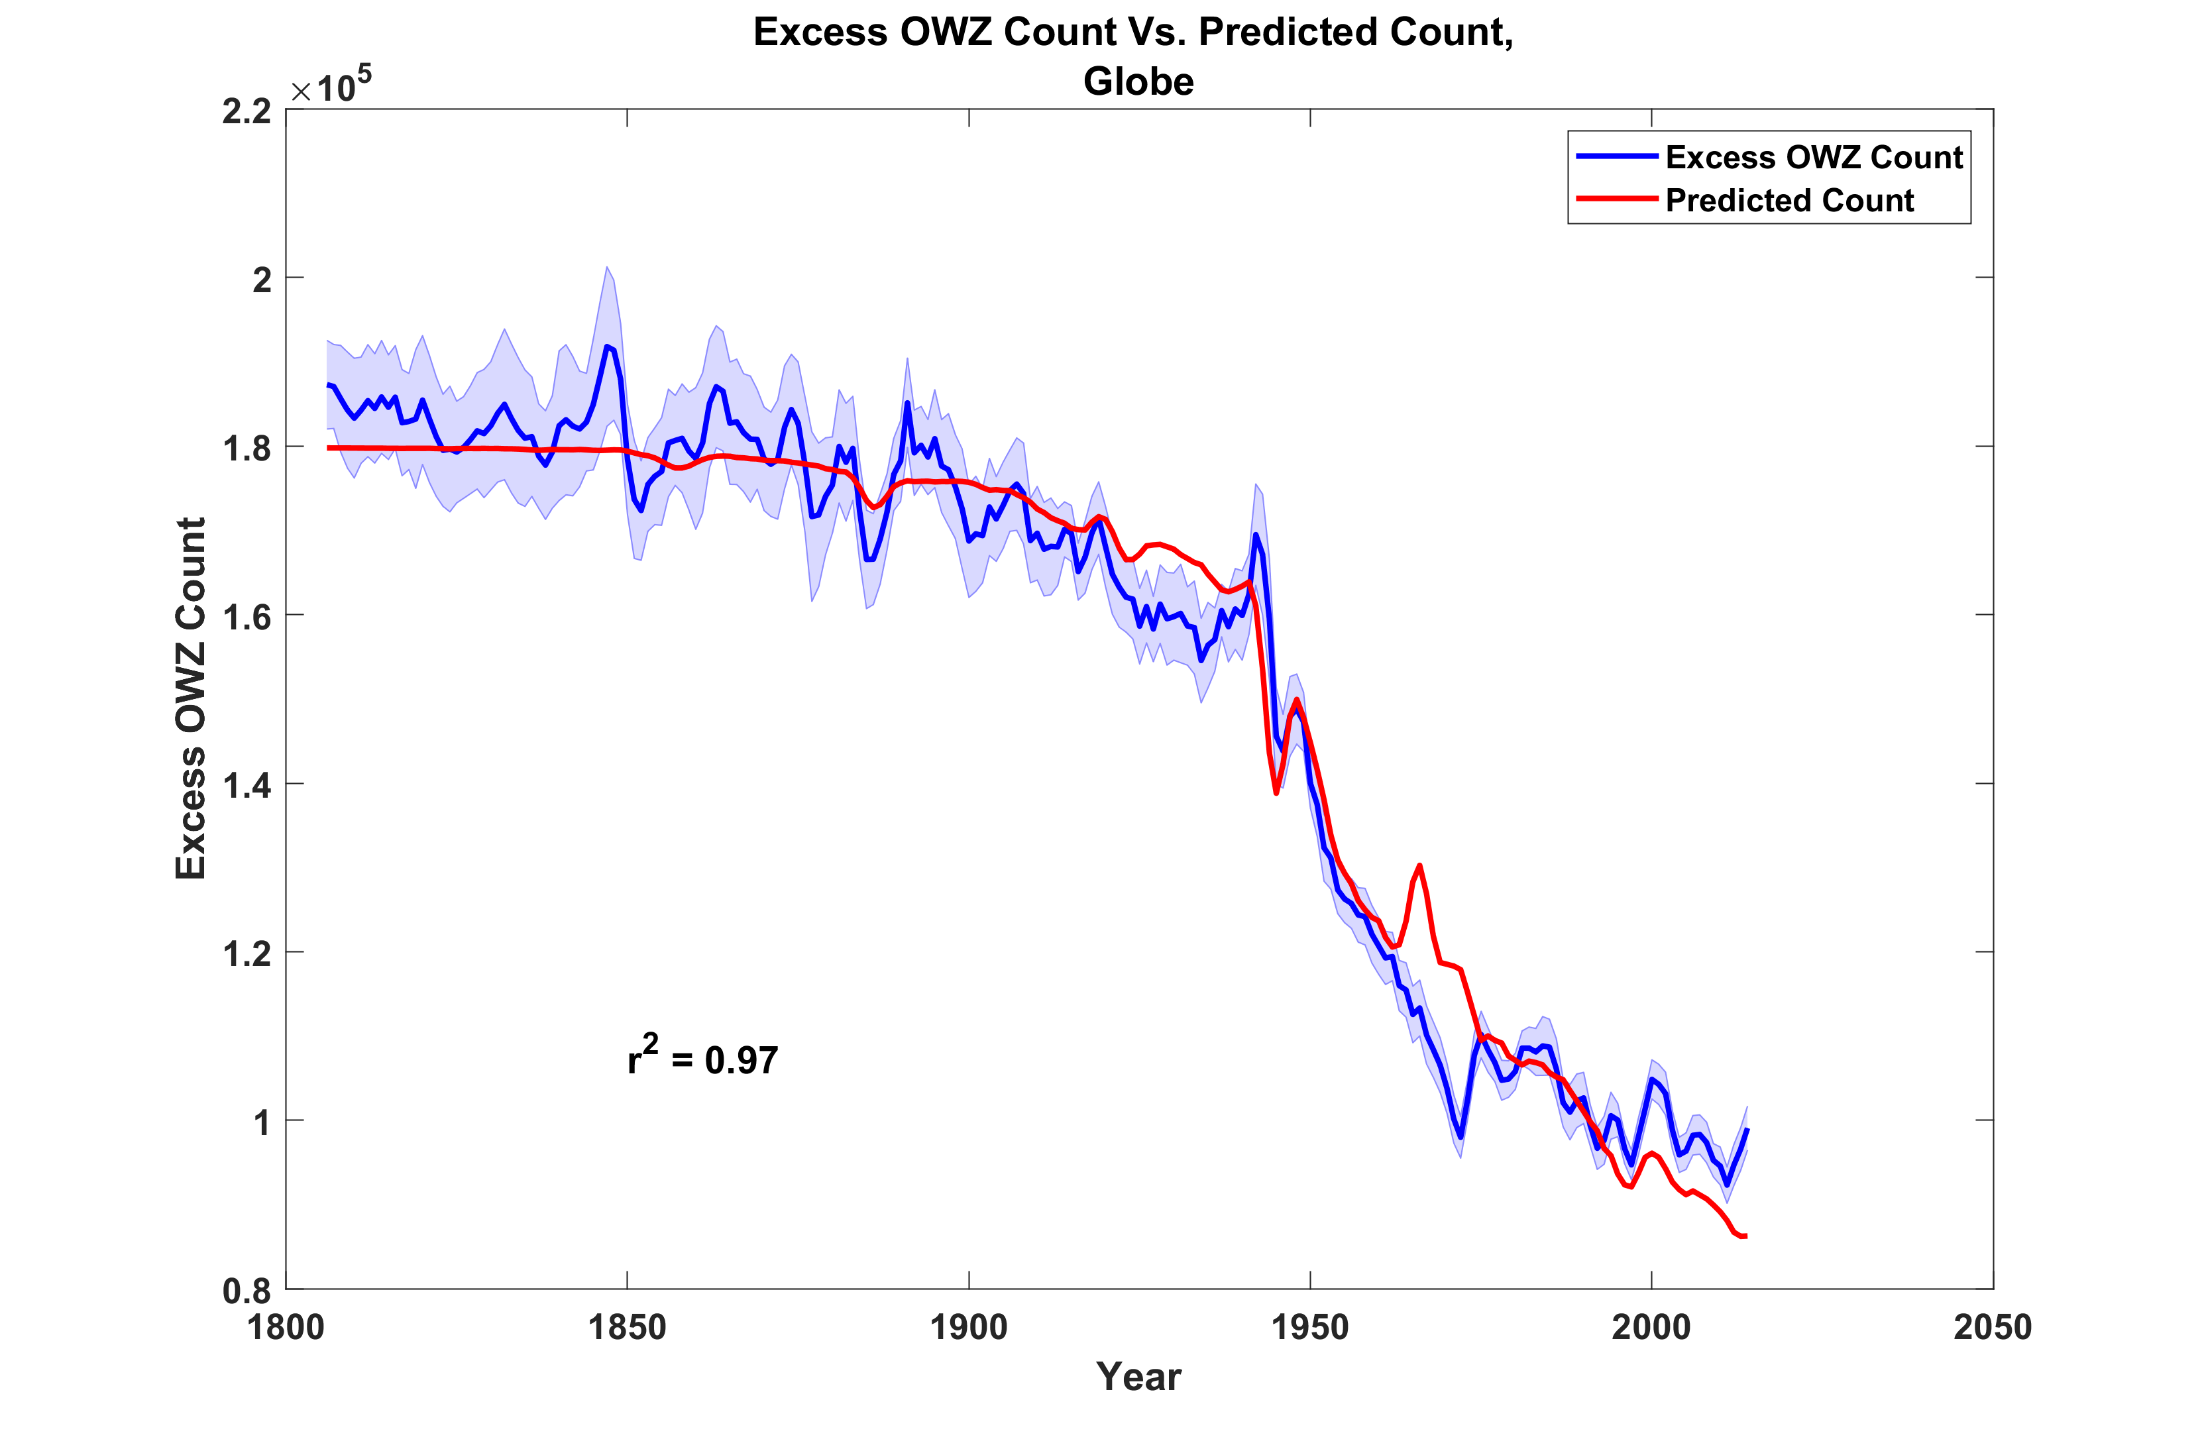 Excess OWZ Count Vs. Predicted Count,
Globe
×10^5
2.2
2
1.8
1.6
1.4
1.2
1
0.8
Excess OWZ Count
Excess OWZ Count
Predicted Count
r^2 = 0.97
1800 1850 1900 1950 2000 2050
Year